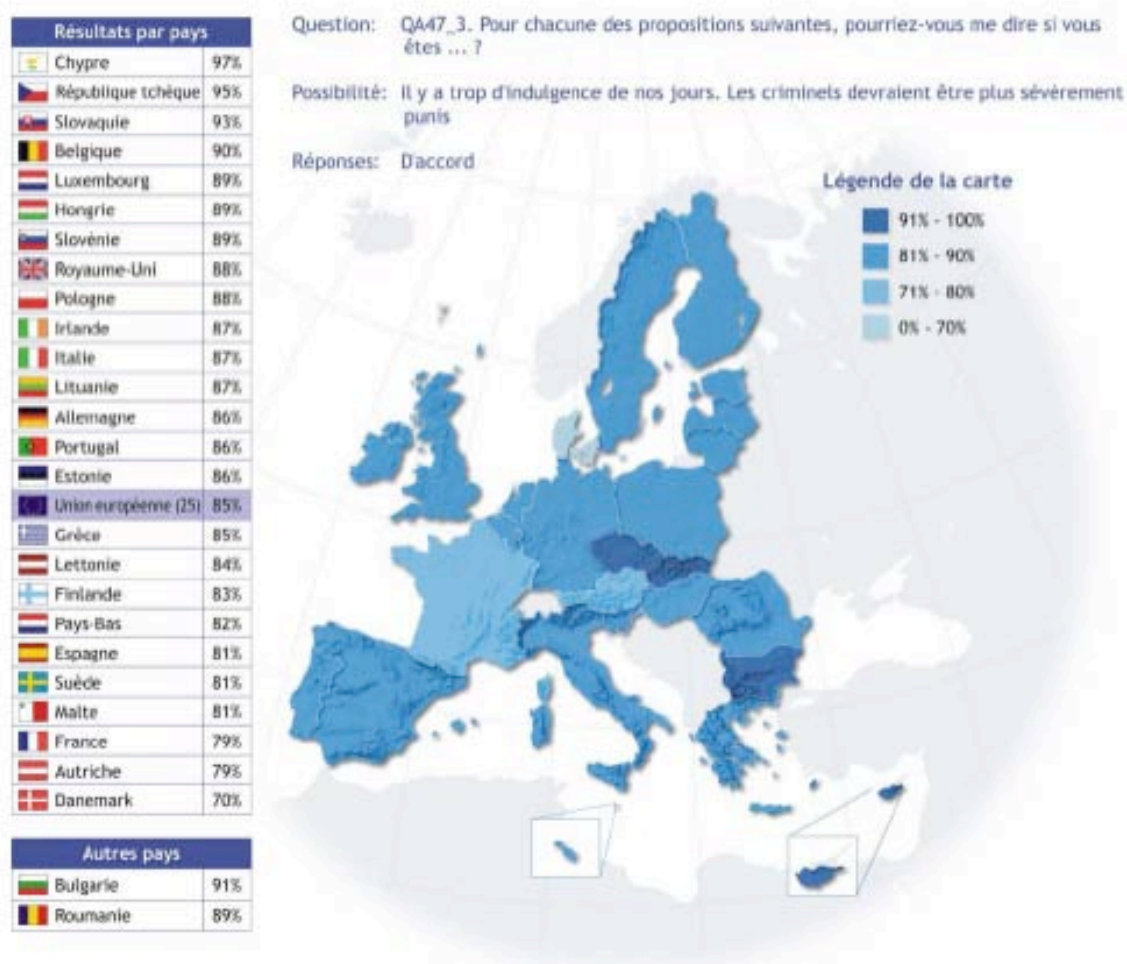 Résultats par pays
Chypre 97%
République tchèque 95%
Slovaquie 93%
Belgique 90%
Luxembourg 89%
Hongrie 89%
Slovénie 89%
Royaume-Uni 88%
Pologne 88%
Irlande 87%
Italie 87%
Lituanie 87%
Allemagne 86%
Portugal 86%
Estonie 86%
Union européenne (25) 85%
Grèce 85%
Lettonie 84%
Finlande 83%
Pays-Bas 82%
Espagne 81%
Suède 81%
Malte 81%
France 79%
Autriche 79%
Danemark 70%
Autres pays
Bulgarie 91%
Roumanie 89%
Question: QA47_3. Pour chacune des propositions suivantes, pourriez-vous me dire si vous
êtes ... ?
Possibilité: Il y a trop d'indulgence de nos jours. Les criminels devraient être plus sévèrement
punis
Réponses: D'accord
Légende de la carte
91% - 100%
81% - 90%
71% - 80%
0% - 70%